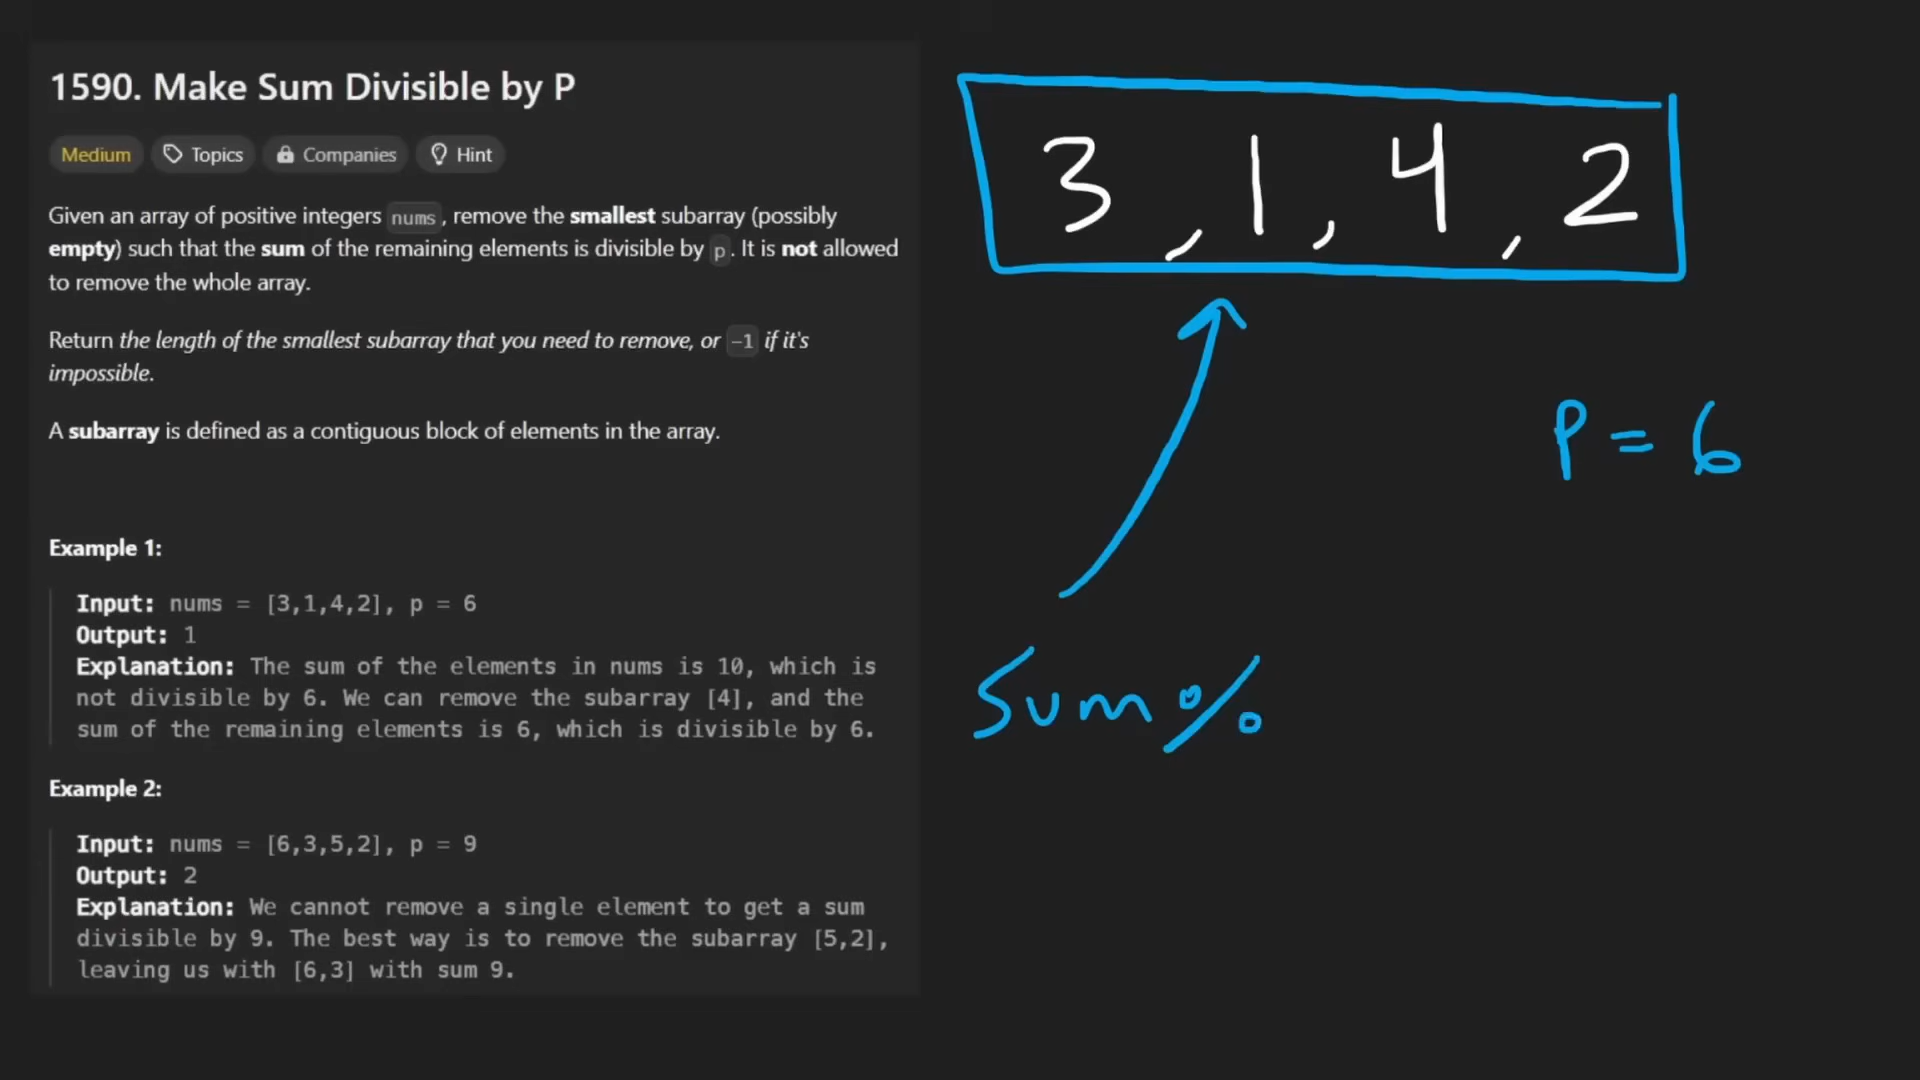 1590. Make Sum Divisible by P
Medium Topics Companies Hint
Given an array of positive integers nums, remove the smallest subarray (possibly
empty) such that the sum of the remaining elements is divisible by p. It is not allowed
to remove the whole array.
Return the length of the smallest subarray that you need to remove, or -1 if it's
impossible.
A subarray is defined as a contiguous block of elements in the array.
Example 1:
Input: nums = [3,1,4,2], p = 6
Output: 1
Explanation: The sum of the elements in nums is 10, which is
not divisible by 6. We can remove the subarray [4], and the
sum of the remaining elements is 6, which is divisible by 6.
Example 2:
Input: nums = [6,3,5,2], p = 9
Output: 2
Explanation: We cannot remove a single element to get a sum
divisible by 9. The best way is to remove the subarray [5,2],
leaving us with [6,3] with sum 9.
3, 1, 4, 2
P = 6
Sum%